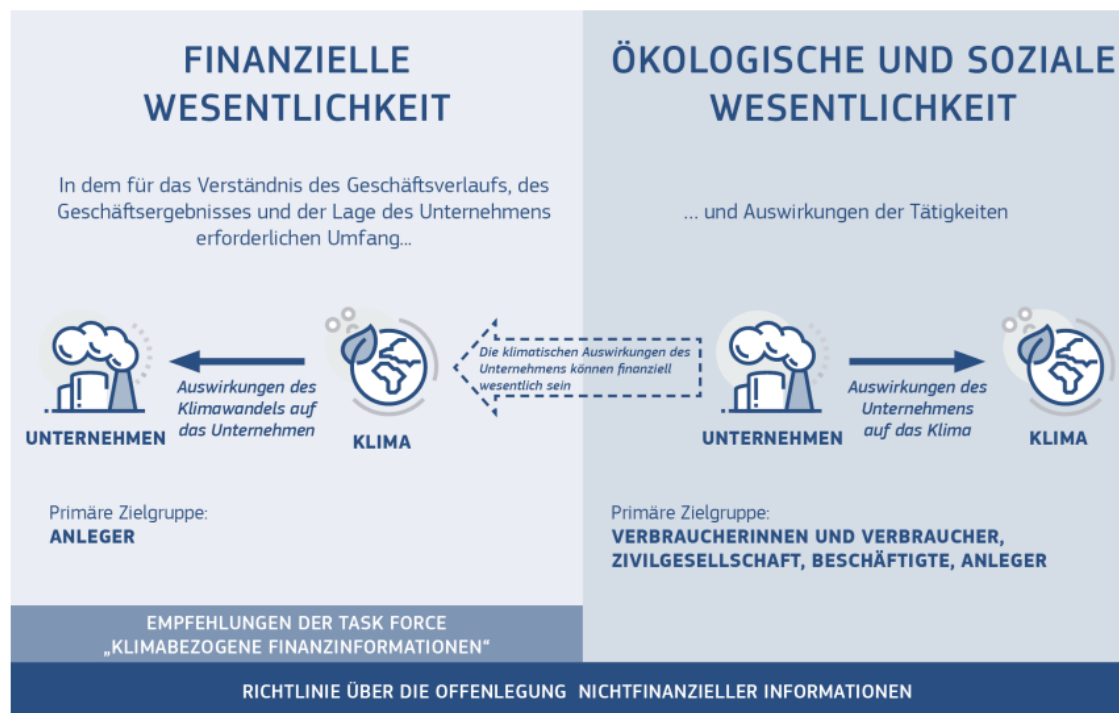 FINANZIELLE
WESENTLICHKEIT
In dem für das Verständnis des Geschäftsverlaufs, des
Geschäftsergebnisses und der Lage des Unternehmens
erforderlichen Umfang...
Auswirkungen des
Klimawandels auf
das Unternehmen
UNTERNEHMEN
KLIMA
Die klimatischen Auswirkungen des
Unternehmens können finanziell
wesentlich sein
Primäre Zielgruppe:
ANLEGER
EMPFEHLUNGEN DER TASK FORCE
„KLIMABEZOGENE FINANZINFORMATIONEN“
ÖKOLOGISCHE UND SOZIALE
WESENTLICHKEIT
... und Auswirkungen der Tätigkeiten
Auswirkungen des
Unternehmens
auf das Klima
UNTERNEHMEN
KLIMA
Primäre Zielgruppe:
VERBRAUCHERINNEN UND VERBRAUCHER,
ZIVILGESELLSCHAFT, BESCHÄFTIGTE, ANLEGER
RICHTLINIE ÜBER DIE OFFENLEGUNG NICHTFINANZIELLER INFORMATIONEN